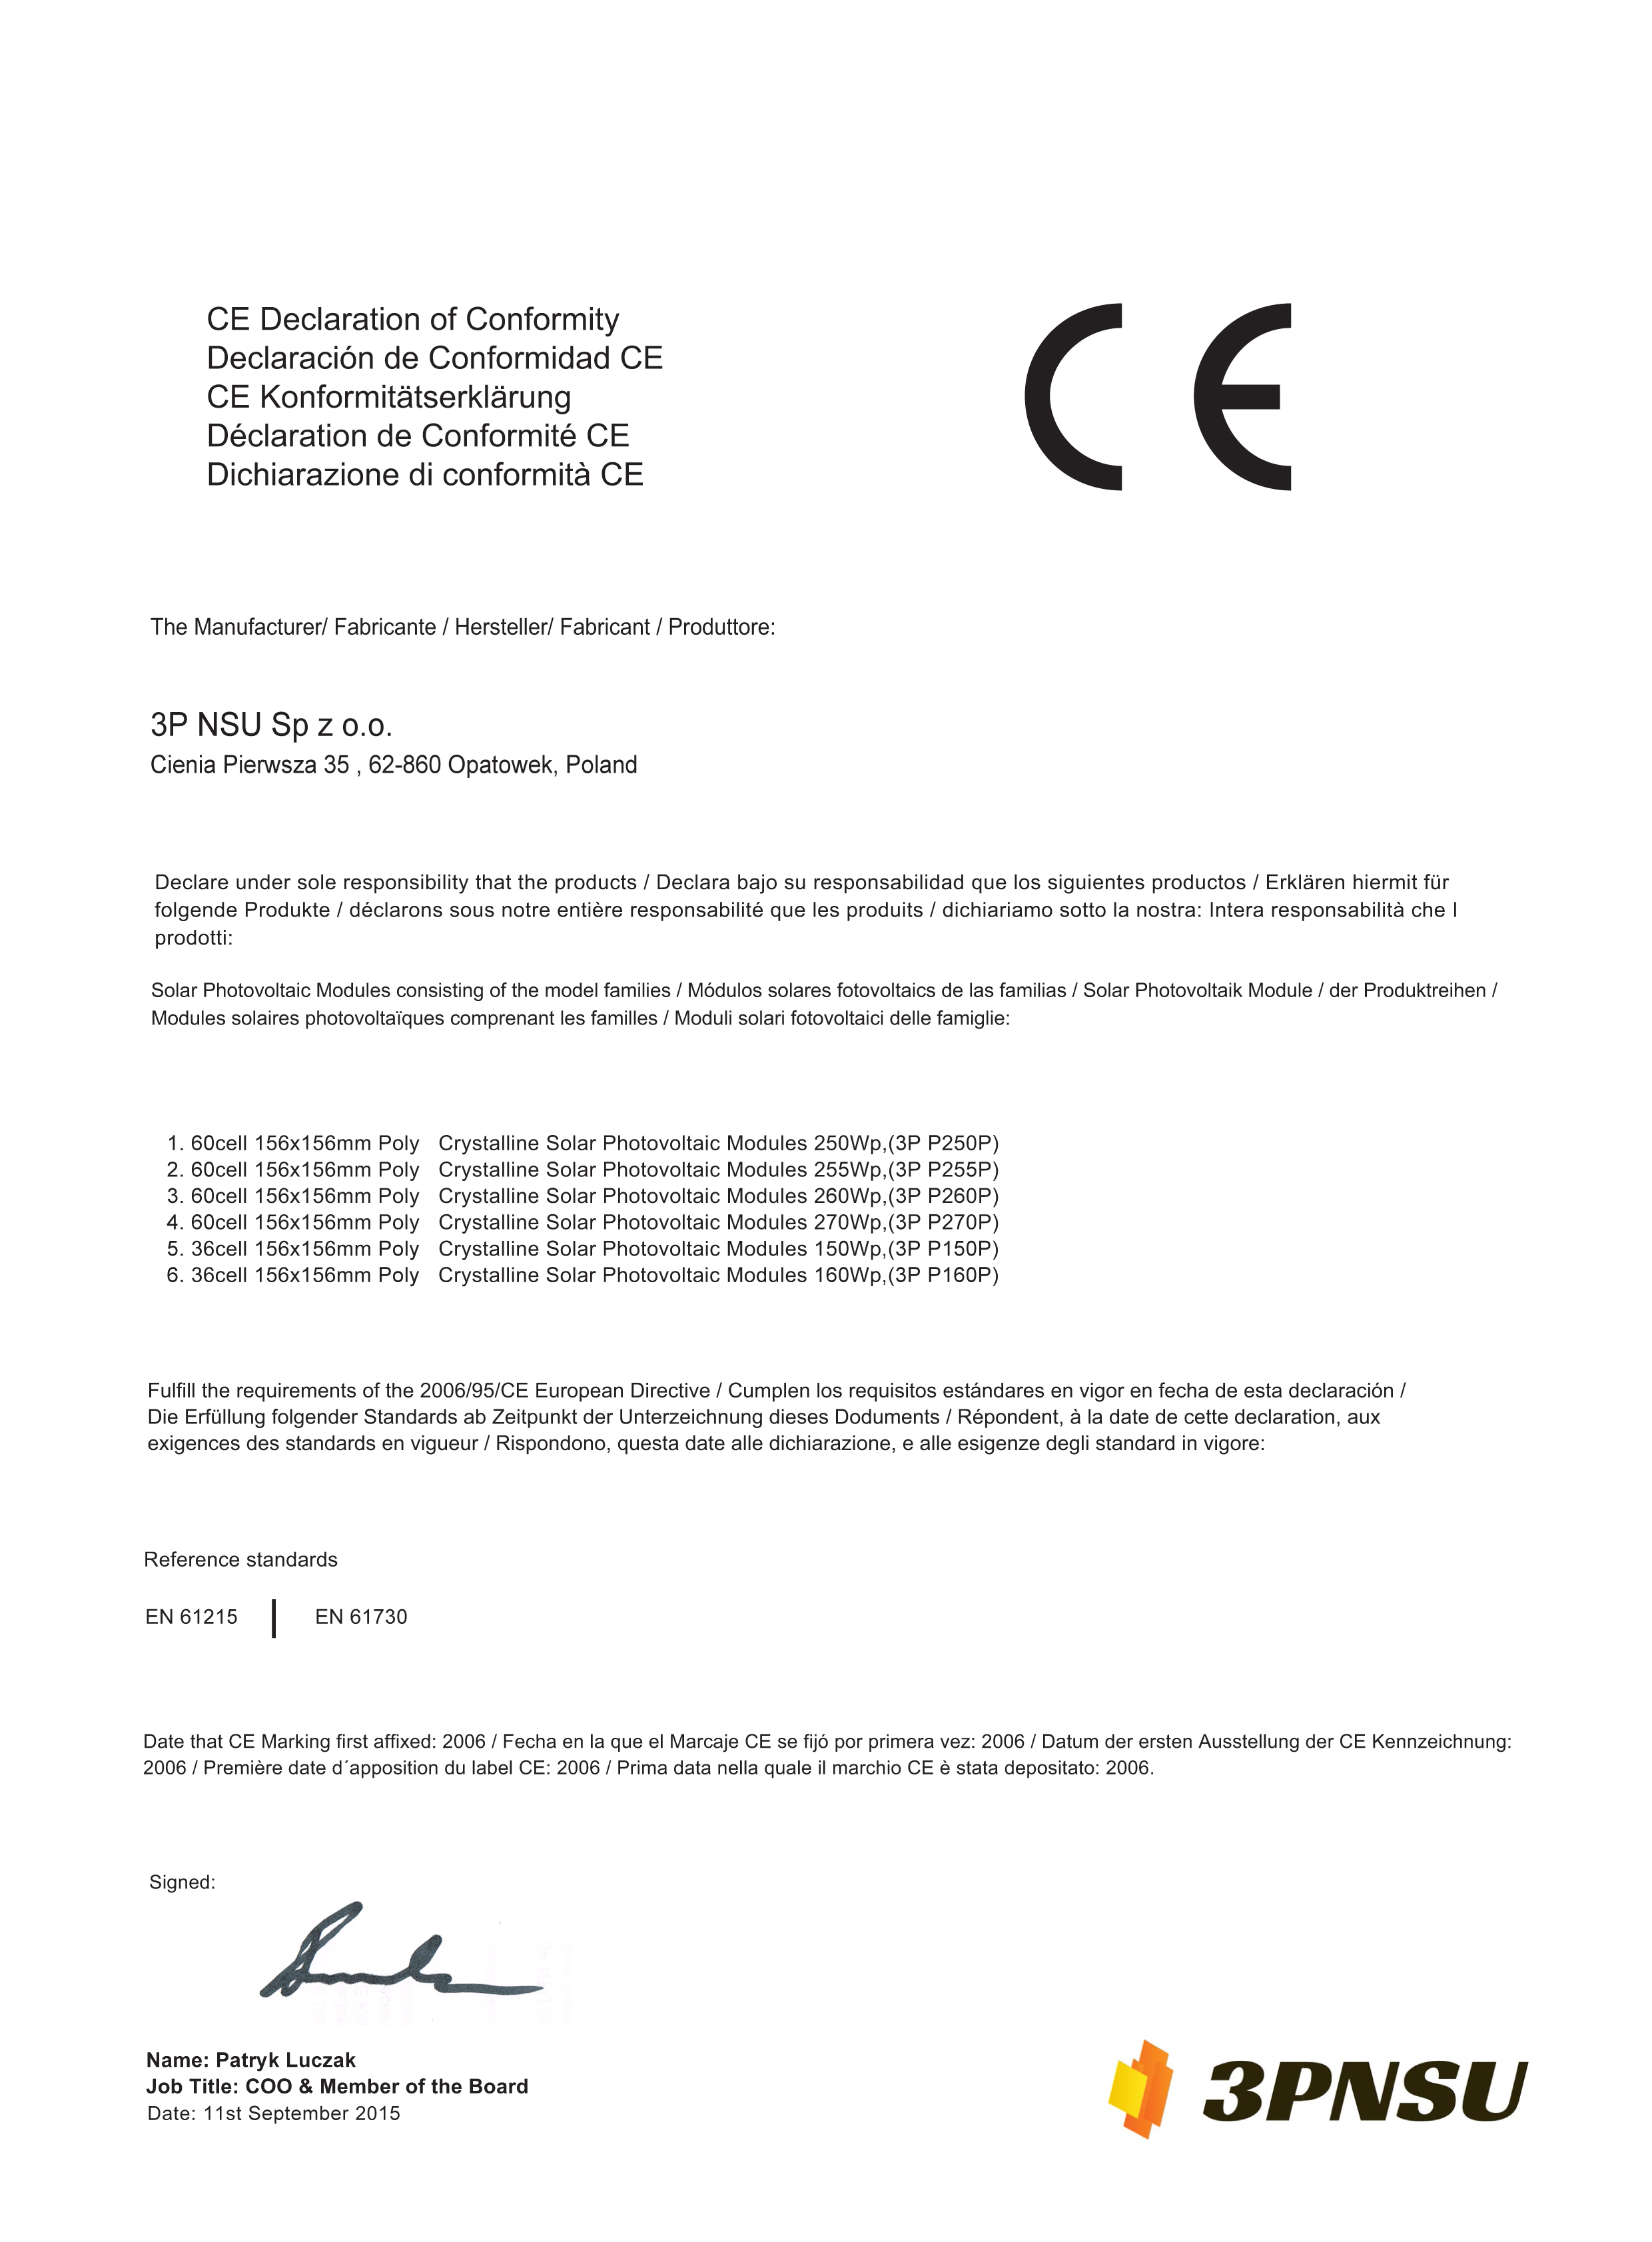 CE Declaration of Conformity
Declaración de Conformidad CE
CE Konformitätserklärung
Déclaration de Conformité CE
Dichiarazione di conformità CE
CE
The Manufacturer/ Fabricante / Hersteller/ Fabricant / Produttore:
3P NSU Sp z o.o.
Cienia Pierwsza 35 , 62-860 Opatowek, Poland
Declare under sole responsibility that the products / Declara bajo su responsabilidad que los siguientes productos / Erklären hiermit für
folgende Produkte / déclarons sous notre entière responsabilité que les produits / dichiariamo sotto la nostra: Intera responsabilità che I
prodotti:
Solar Photovoltaic Modules consisting of the model families / Módulos solares fotovoltaics de las familias / Solar Photovoltaik Module / der Produktreihen /
Modules solaires photovoltaïques comprenant les familles / Moduli solari fotovoltaici delle famiglie:
1. 60cell 156x156mm Poly Crystalline Solar Photovoltaic Modules 250Wp,(3P P250P)
2. 60cell 156x156mm Poly Crystalline Solar Photovoltaic Modules 255Wp,(3P P255P)
3. 60cell 156x156mm Poly Crystalline Solar Photovoltaic Modules 260Wp,(3P P260P)
4. 60cell 156x156mm Poly Crystalline Solar Photovoltaic Modules 270Wp,(3P P270P)
5. 36cell 156x156mm Poly Crystalline Solar Photovoltaic Modules 150Wp,(3P P150P)
6. 36cell 156x156mm Poly Crystalline Solar Photovoltaic Modules 160Wp,(3P P160P)
Fulfill the requirements of the 2006/95/CE European Directive / Cumplen los requisitos estándares en vigor en fecha de esta declaración /
Die Erfüllung folgender Standards ab Zeitpunkt der Unterzeichnung dieses Doduments / Répondent, à la date de cette declaration, aux
exigences des standards en vigueur / Rispondono, questa date alle dichiarazione, e alle esigenze degli standard in vigore:
Reference standards
EN 61215 | EN 61730
Date that CE Marking first affixed: 2006 / Fecha en la que el Marcaje CE se fijó por primera vez: 2006 / Datum der ersten Ausstellung der CE Kennzeichnung:
2006 / Première date d´apposition du label CE: 2006 / Prima data nella quale il marchio CE è stata depositato: 2006.
Signed:
Name: Patryk Luczak
Job Title: COO & Member of the Board
Date: 11st September 2015
3PNSU